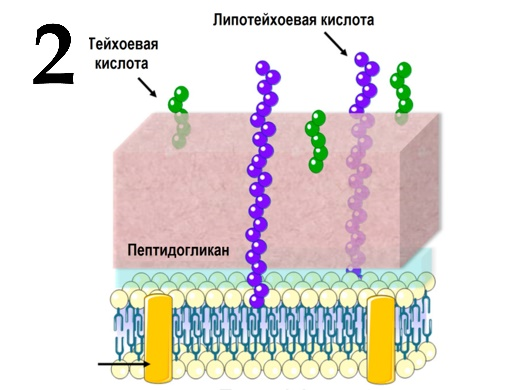 2
Липотейхоевая кислота
Тейхоевая
кислота
Пептидогликан